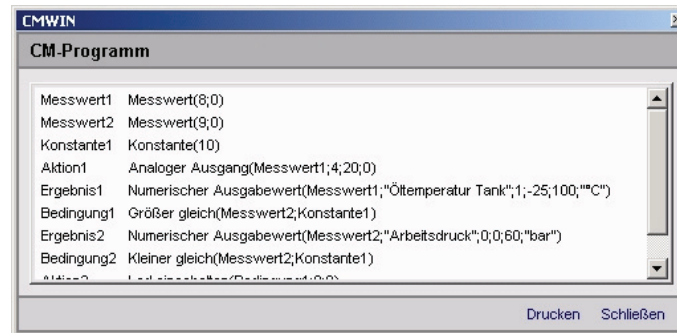 CMWIN
CM-Programm
Messwert1 Messwert(8;0)
Messwert2 Messwert(9;0)
Konstante1 Konstante(10)
Aktion1 Analoger Ausgang(Messwert1;4;20;0)
Ergebnis1 Numerischer Ausgabewert(Messwert1;"Öltemperatur Tank";1;-25;100;"°C")
Bedingung1 Größer gleich(Messwert2;Konstante1)
Ergebnis2 Numerischer Ausgabewert(Messwert2;"Arbeitsdruck";0;0;60;"bar")
Bedingung2 Kleiner gleich(Messwert2;Konstante1)
Drucken Schließen